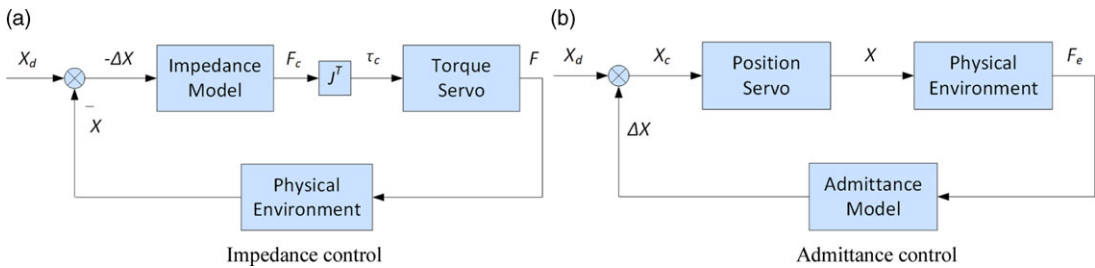 (a)
X_d
-ΔX
Impedance
Model
F_c
J^T
τ_c
Torque
Servo
F
–
X
Physical
Environment
Impedance control
(b)
X_d
X_c
Position
Servo
X
Physical
Environment
F_e
ΔX
Admittance
Model
Admittance control